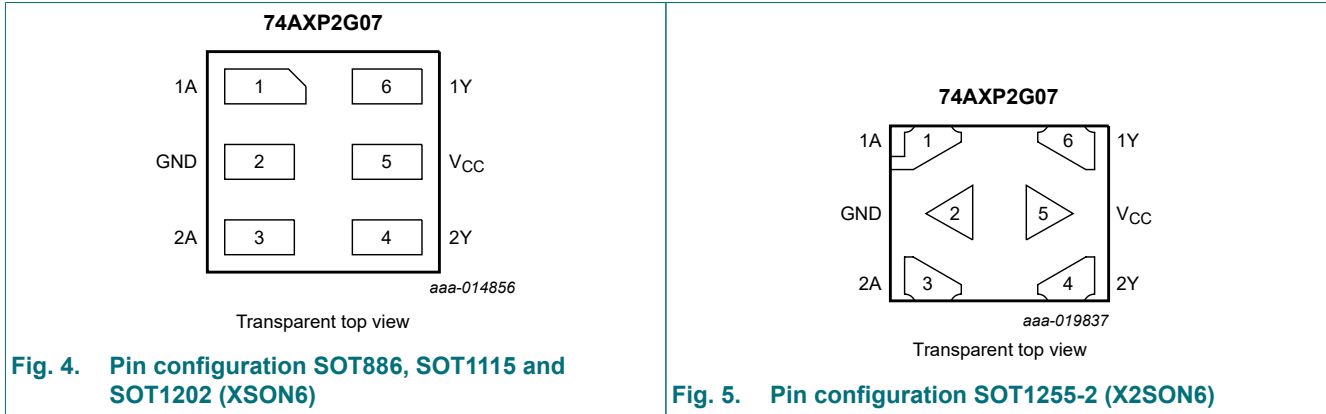 74AXP2G07
1A 1 6 1Y
GND 2 5 VCC
2A 3 4 2Y
aaa-014856
Transparent top view
Fig. 4. Pin configuration SOT886, SOT1115 and
SOT1202 (XSON6)
74AXP2G07
1A 1 6 1Y
GND 2 5 VCC
2A 3 4 2Y
aaa-019837
Transparent top view
Fig. 5. Pin configuration SOT1255-2 (X2SON6)